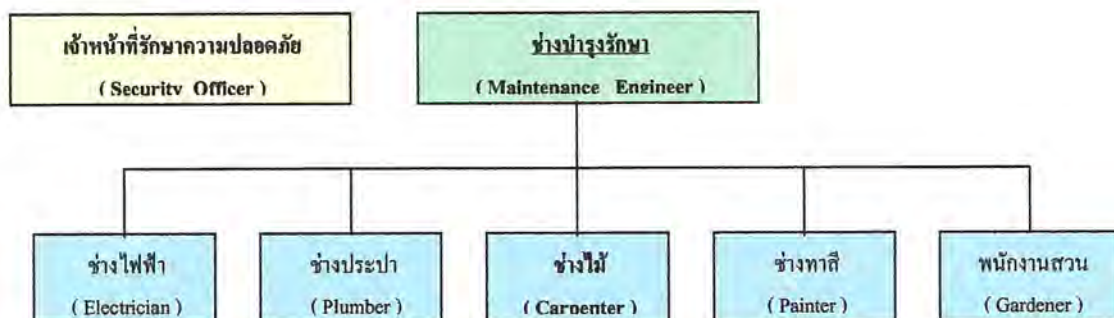 เจ้าหน้าที่รักษาความปลอดภัย
( Security Officer )
ช่างบำรุงรักษา
( Maintenance Engineer )
ช่างไฟฟ้า
( Electrician )
ช่างประปา
( Plumber )
ช่างไม้
( Carpenter )
ช่างทาสี
( Painter )
พนักงานสวน
( Gardener )